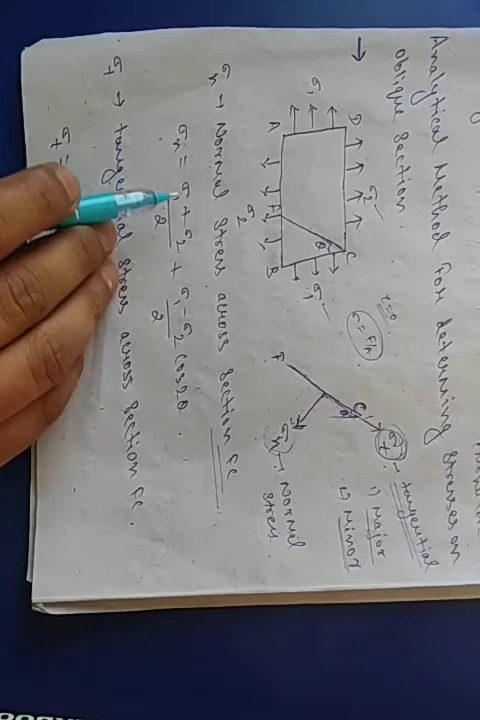 Analytical Method For determining Stresses on
oblique Section.
σ₁
D
σ₂
A
C
θ
F
B
σ₂
σ₁
τ=0
σ = F/A
F
C
θ
σt → tangential
1) Major
2) Minor
σn → Normal
Stress.
σn → Normal Stress across Section FC
σn = σ₁ + σ₂ / 2 + σ₁ - σ₂ / 2 cos2θ
σt → tangential Stress across Section FC.
σt =